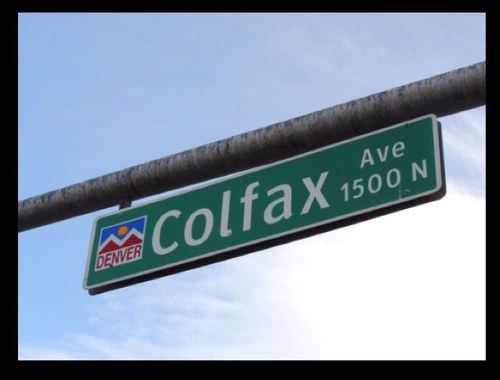 DENVER
Colfax
Ave
1500 N